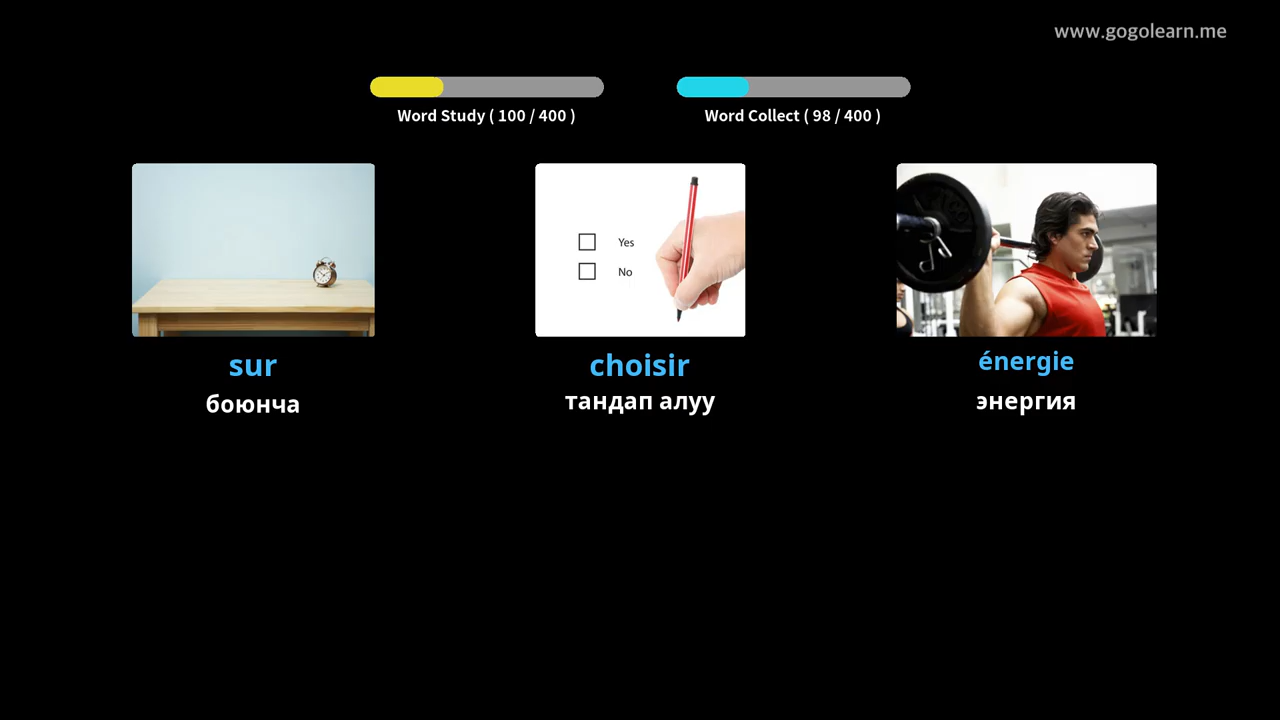 www.gogolearn.me
Word Study ( 100 / 400 )
Word Collect ( 98 / 400 )
Yes
No
sur
боюнча
choisir
тандап алуу
énergie
энергия